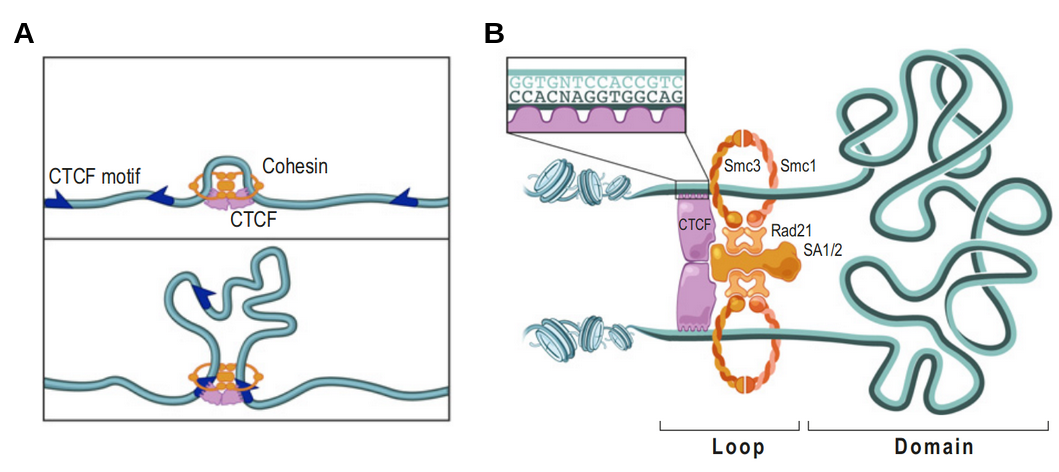 A
B
CTCF motif
Cohesin
CTCF
GGTGNTCCACCGTC
CCACNAGGTGGCAG
Smc3
Smc1
CTCF
Rad21
SA1/2
Loop
Domain